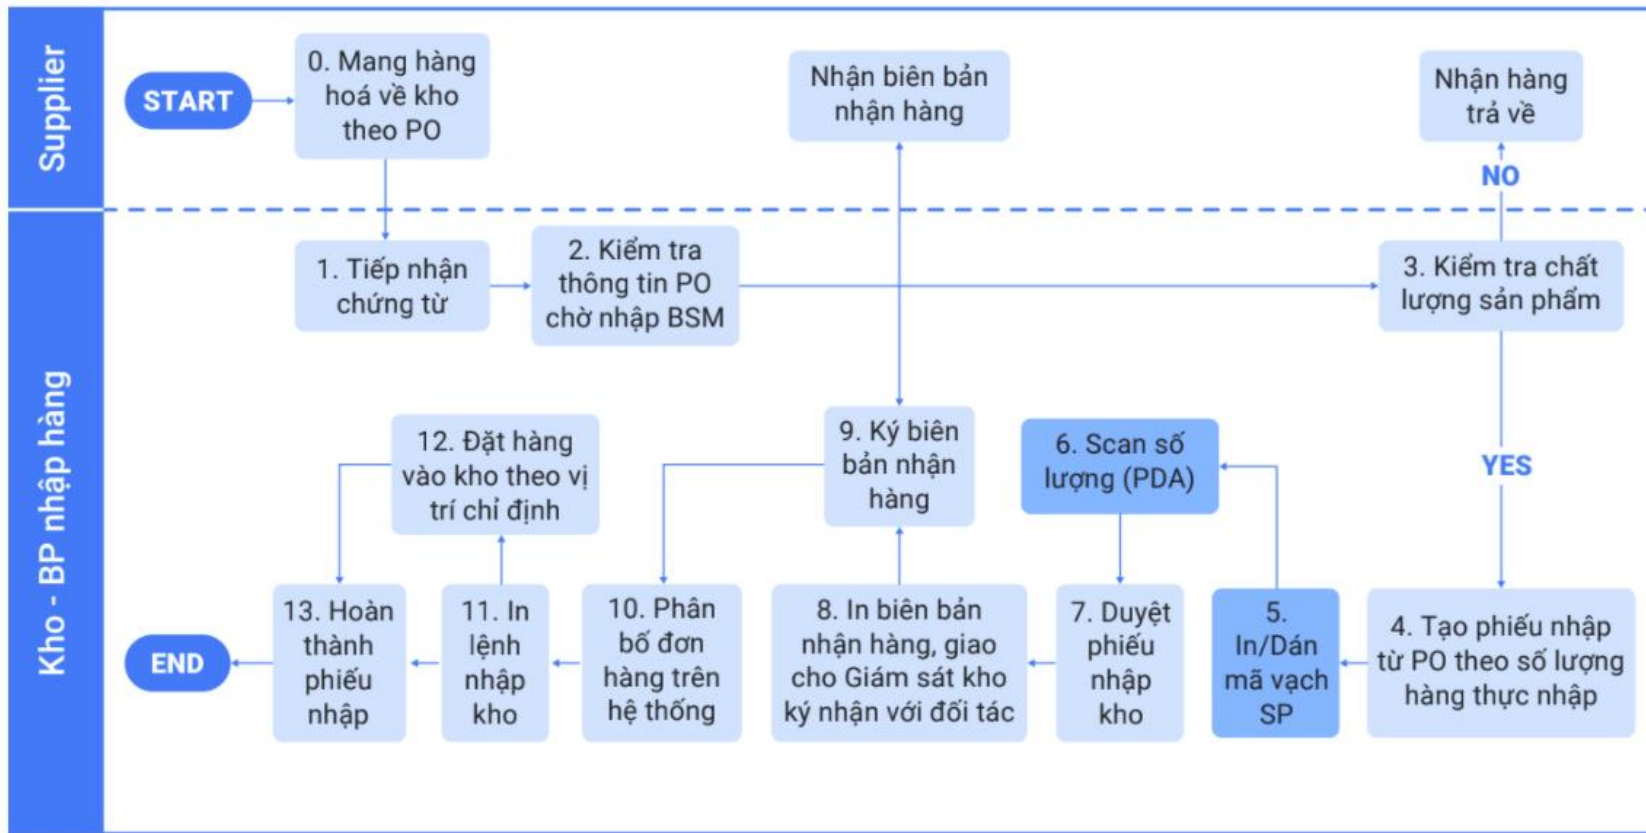 Supplier
START
0. Mang hàng
hoá về kho
theo PO
Nhận biên bản
nhận hàng
Nhận hàng
trả về
NO
Kho - BP nhập hàng
1. Tiếp nhận
chứng từ
2. Kiểm tra
thông tin PO
chờ nhập BSM
3. Kiểm tra chất
lượng sản phẩm
12. Đặt hàng
vào kho theo vị
trí chỉ định
9. Ký biên
bản nhận
hàng
6. Scan số
lượng (PDA)
YES
END
13. Hoàn
thành
phiếu
nhập
11. In
lệnh
nhập
kho
10. Phân
bố đơn
hàng trên
hệ thống
8. In biên bản
nhận hàng, giao
cho Giám sát kho
ký nhận với đối tác
7. Duyệt
phiếu
nhập
kho
5.
In/Dán
mã vạch
SP
4. Tạo phiếu nhập
từ PO theo số lượng
hàng thực nhập